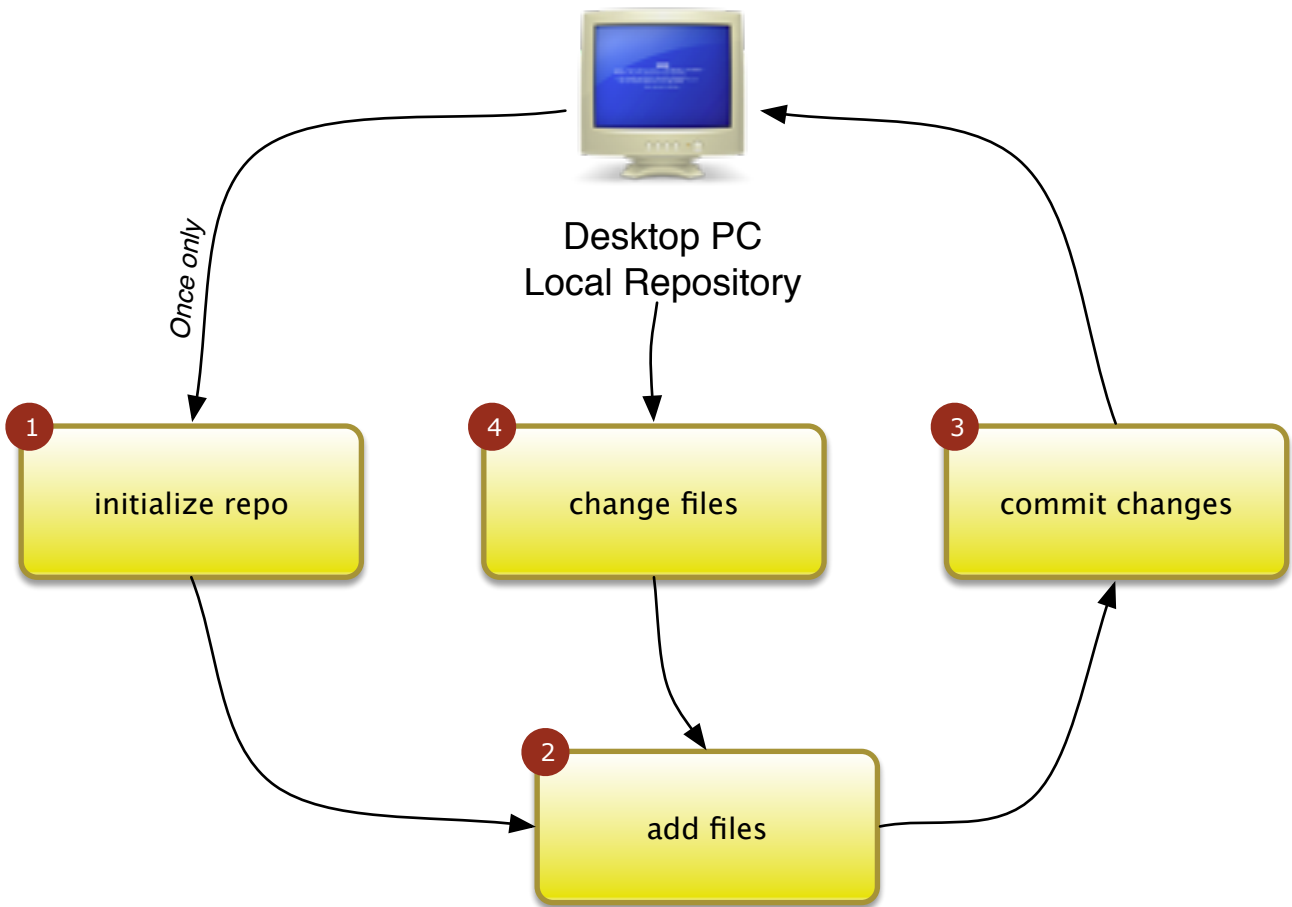 Desktop PC
Local Repository
Once only
1
initialize repo
4
change files
3
commit changes
2
add files